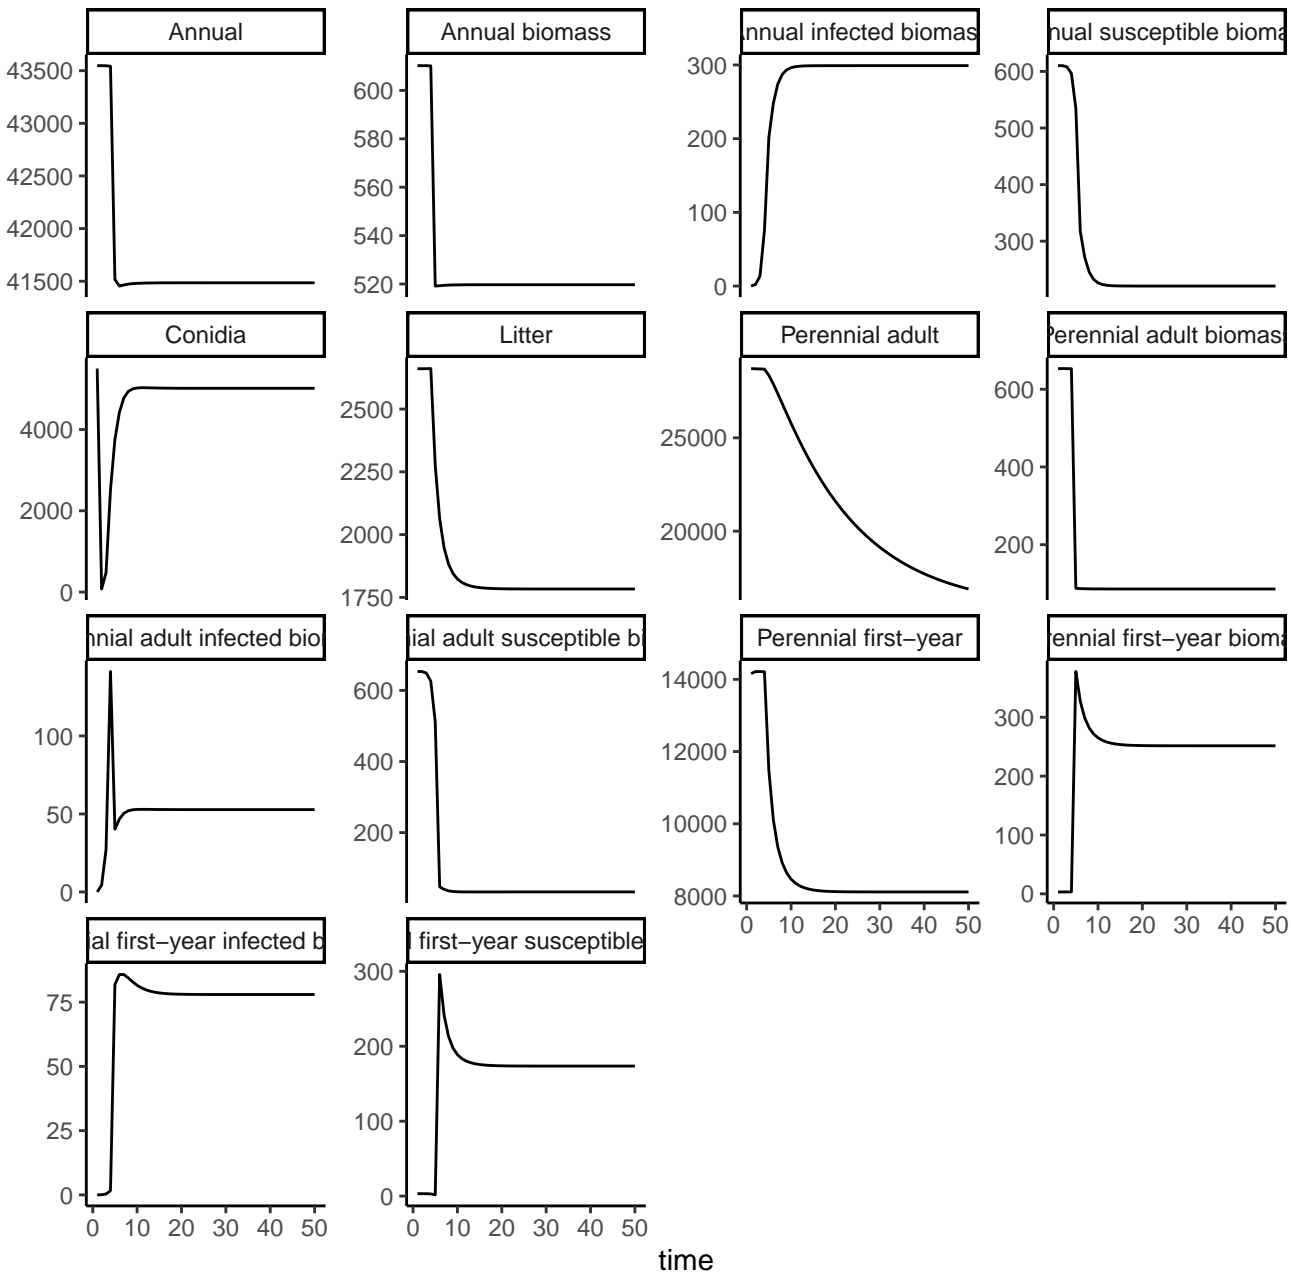 Annual
Annual biomass
nnual infected biomas
nual susceptible bioma
43500
43000
42500
42000
41500
600
580
560
540
520
300
200
100
0
600
500
400
300
Conidia
Litter
Perennial adult
Perennial adult biomas
4000
2000
0
2500
2250
2000
1750
25000
20000
600
400
200
nnial adult infected bio
ial adult susceptible bi
Perennial first−year
rennial first−year bioma
100
50
0
600
400
200
14000
12000
10000
8000
300
200
100
0
0 10 20 30 40 50
0 10 20 30 40 50
ial first−year infected b
l first−year susceptible
75
50
25
0
300
200
100
0
0 10 20 30 40 50
0 10 20 30 40 50
time